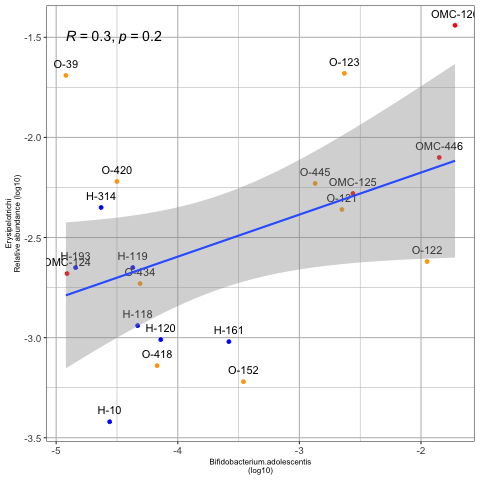 OMC-126
R = 0.3, p = 0.2
O-39
O-123
O-420
H-314
OMC-446
O-445
OMC-125
O-121
H-193
OMC-124
H-119
O-434
O-122
H-118
H-120
H-161
O-418
O-152
H-10
-1.5
-2.0
-2.5
-3.0
-3.5
-5
-4
-3
-2
Erysipelotrichi
Relative abundante (log10)
Bifidobacterium.adolescentis
(log10)